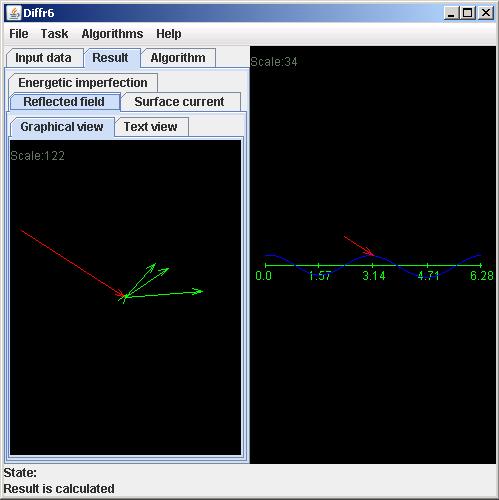 Diffr6
File Task Algorithms Help
Input data Result Algorithm
Energetic imperfection
Reflected field Surface current
Graphical view Text view
Scale:122
Scale:34
0.0 1.57 3.14 4.71 6.28
State:
Result is calculated